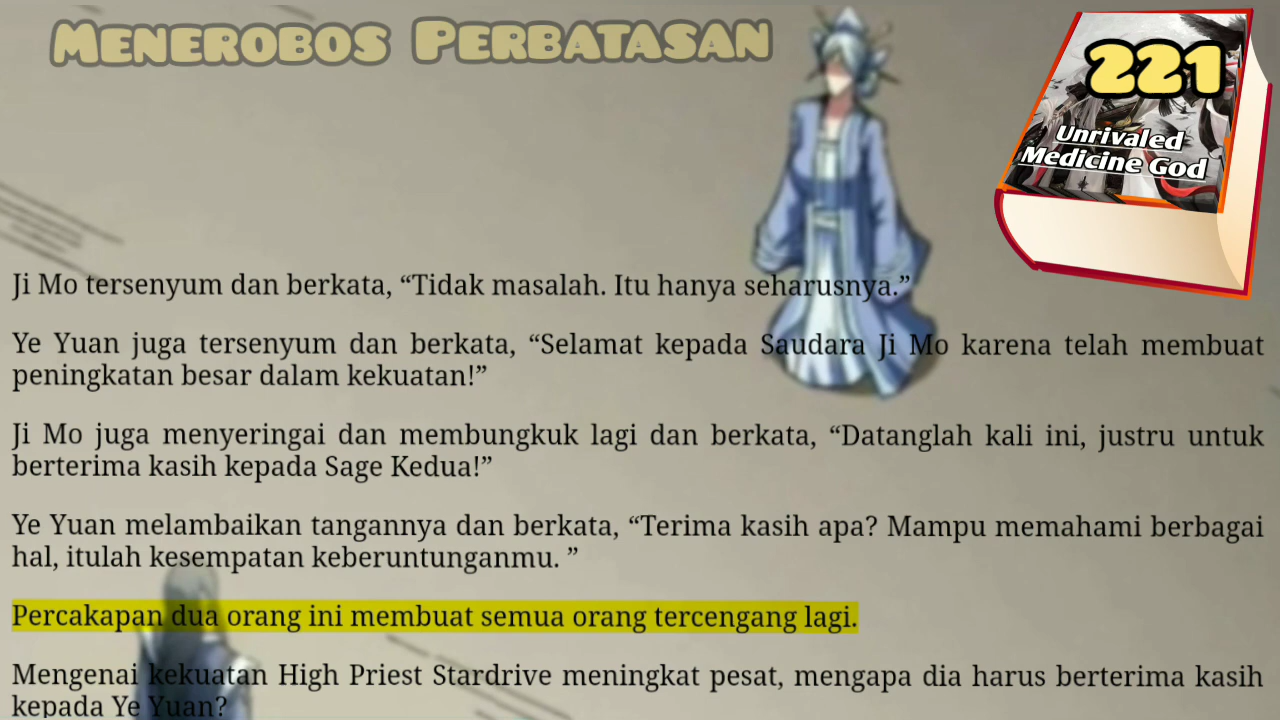 MENEROBOS PERBATASAN
221
Unrivaled
Medicine God
Ji Mo tersenyum dan berkata, “Tidak masalah. Itu hanya seharusnya.”
Ye Yuan juga tersenyum dan berkata, “Selamat kepada Saudara Ji Mo karena telah membuat
peningkatan besar dalam kekuatan!”
Ji Mo juga menyeringai dan membungkuk lagi dan berkata, “Datanglah kali ini, justru untuk
berterima kasih kepada Sage Kedua!”
Ye Yuan melambaikan tangannya dan berkata, “Terima kasih apa? Mampu memahami berbagai
hal, itulah kesempatan keberuntunganmu. ”
Percakapan dua orang ini membuat semua orang tercengang lagi.
Mengenai kekuatan High Priest Stardrive meningkat pesat, mengapa dia harus berterima kasih
kepada Ye Yuan?